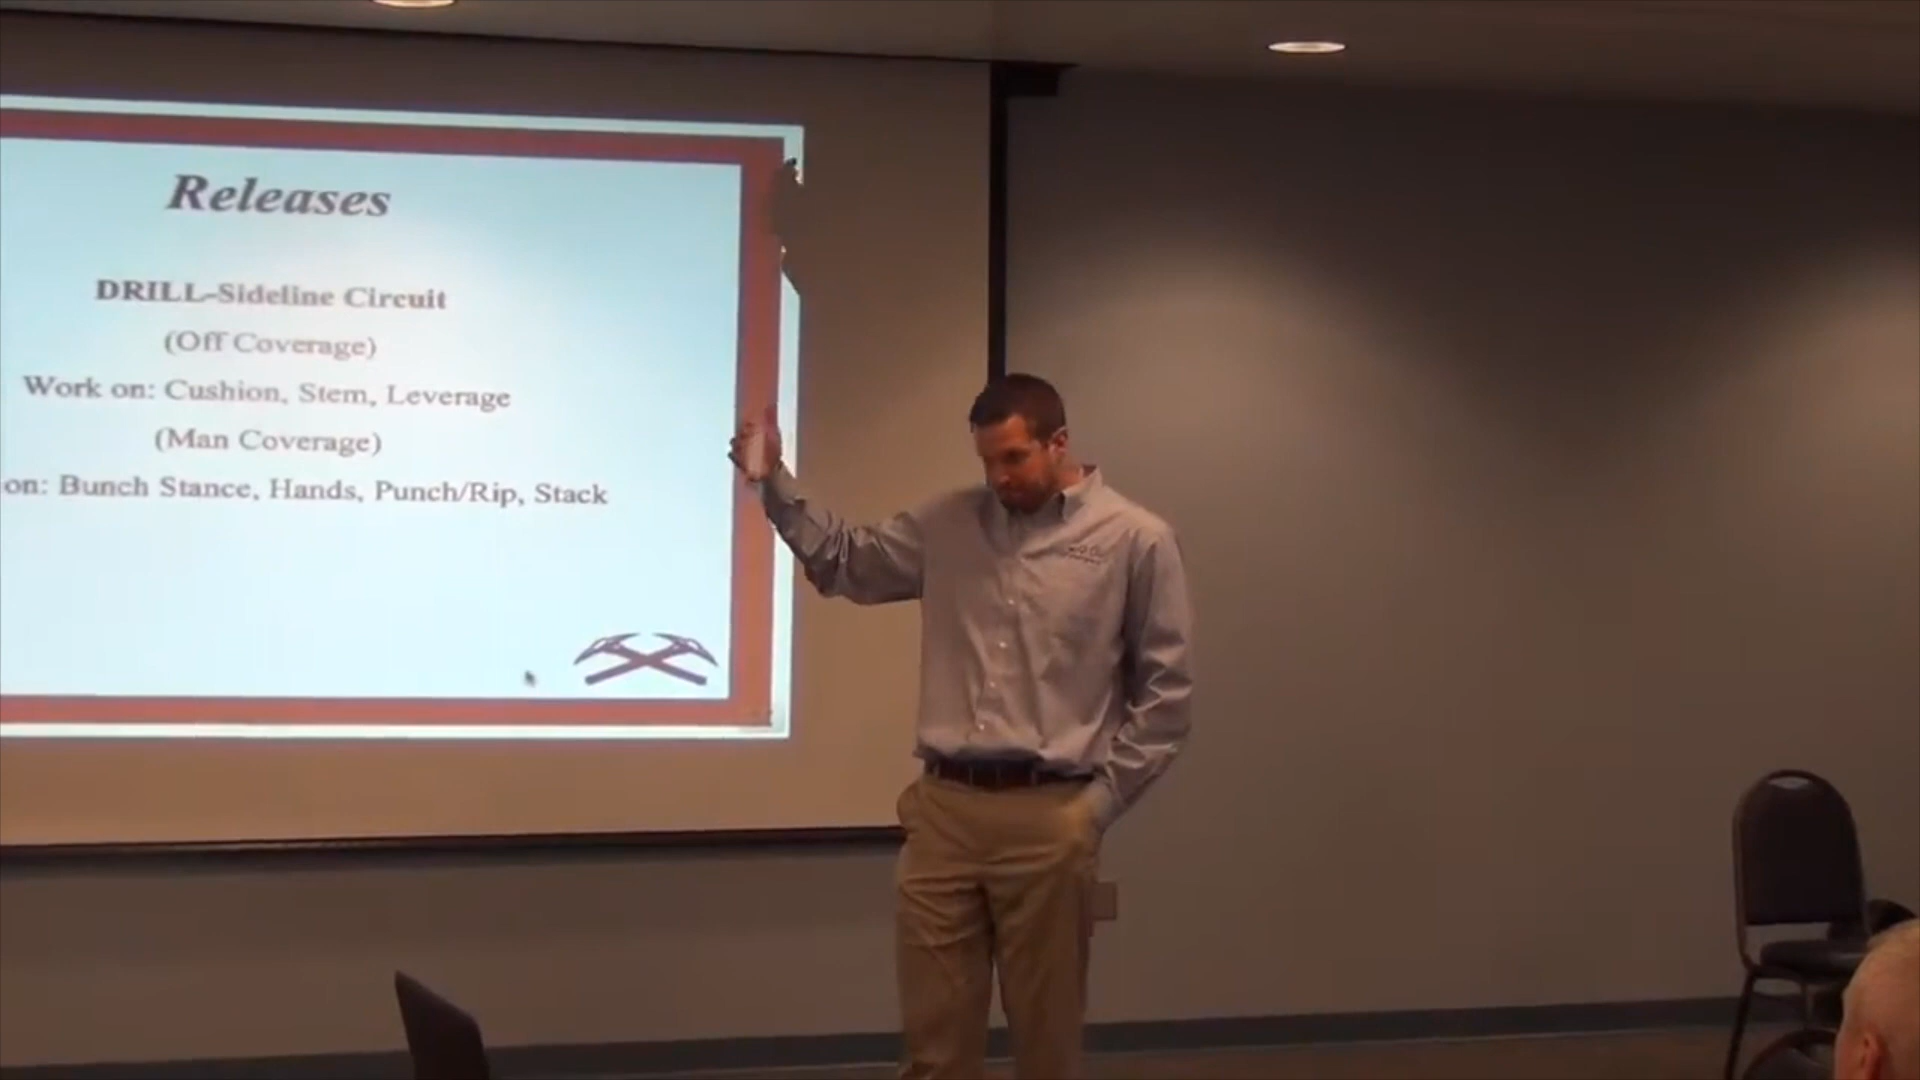 Releases
DRILL-Sideline Circuit
(Off Coverage)
Work on: Cushion, Stem, Leverage
(Man Coverage)
on: Bunch Stance, Hands, Punch/Rip, Stack